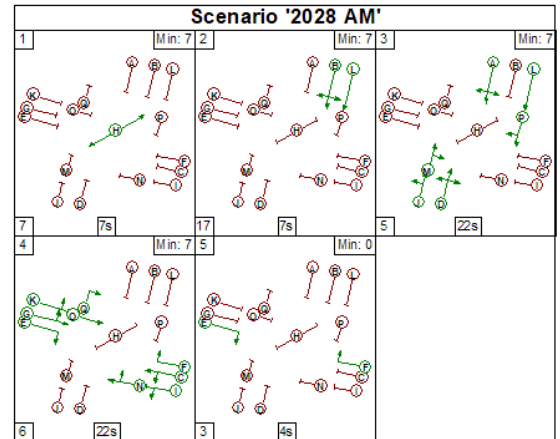 Scenario '2028 AM'
1 Min: 7
A B L
K
G Q
E O P
H
F
M C
N I
J D
7 7s
2 Min: 7
A B L
K
G Q
E O P
H
F
M C
N I
J D
17 7s
3 Min: 7
A B L
K
G Q
E O P
H
F
M C
N I
J D
5 22s
4 Min: 7
A B L
K
G Q
E O P
H
F
M C
N I
J D
6 22s
5 Min: 0
A B L
K
G Q
E O P
H
F
M C
N I
J D
3 4s